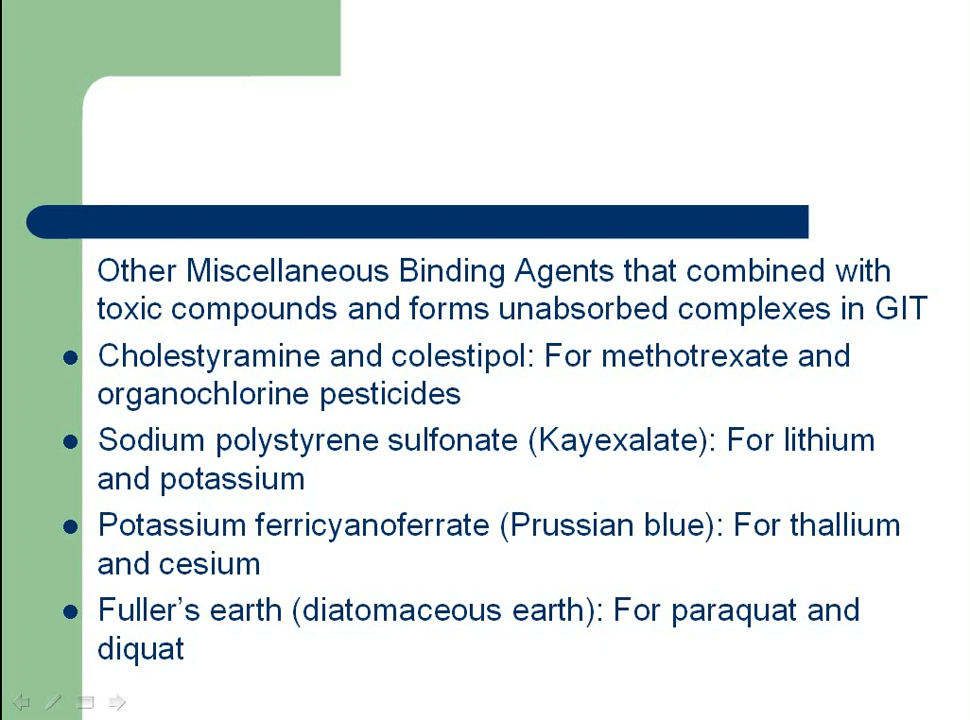 Other Miscellaneous Binding Agents that combined with
toxic compounds and forms unabsorbed complexes in GIT
Cholestyramine and colestipol: For methotrexate and
organochlorine pesticides
Sodium polystyrene sulfonate (Kayexalate): For lithium
and potassium
Potassium ferricyanoferrate (Prussian blue): For thallium
and cesium
Fuller’s earth (diatomaceous earth): For paraquat and
diquat